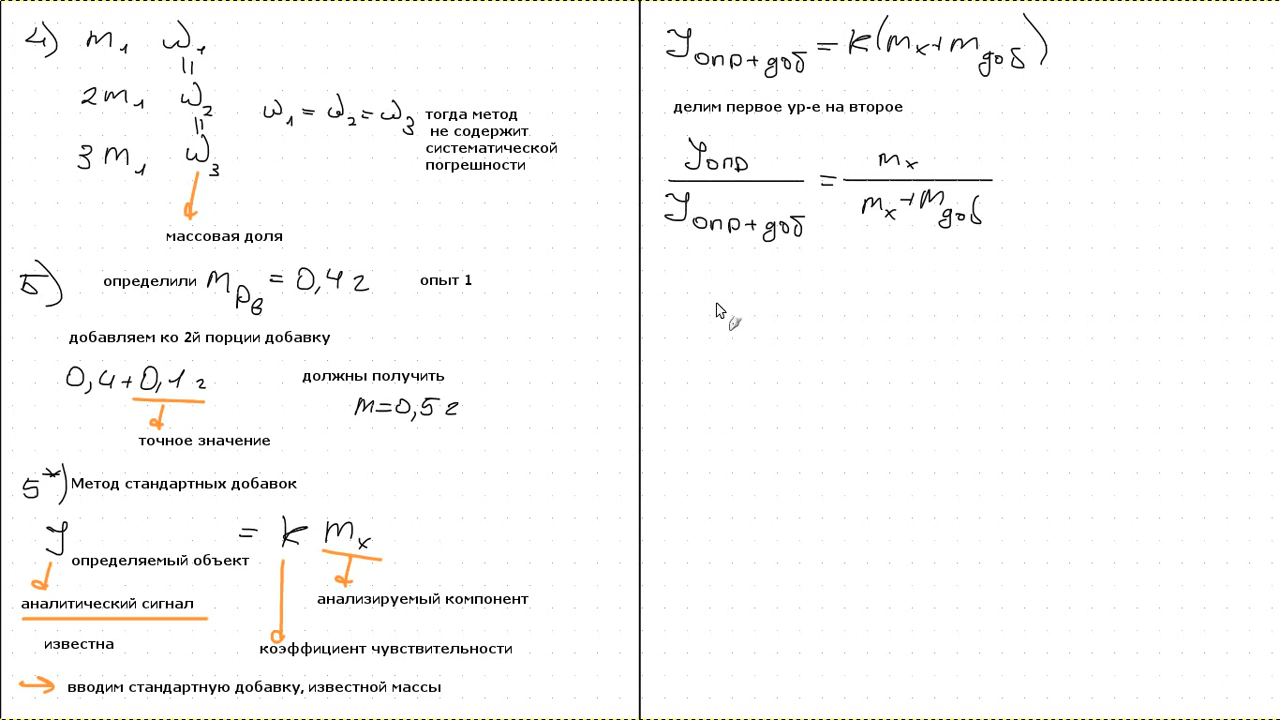 4) m₁ ω₁
=
2m₁ ω₂
=
3m₁ ω₃
ω₁ = ω₂ = ω₃
тогда метод
не содержит
систематической
погрешности
массовая доля
5) определили mрв = 0,4 г опыт 1
добавляем ко 2й порции добавку
0,4 + 0,1 г
должны получить
m=0,5 г
точное значение
5*) Метод стандартных добавок
y определяемый объект = k mₓ
аналитический сигнал
анализируемый компонент
известна
коэффициент чувствительности
вводим стандартную добавку, известной массы
yопр+доб = k(mₓ+mдоб)
делим первое ур-е на второе
yопр / yопр+доб = mₓ / mₓ+mдоб